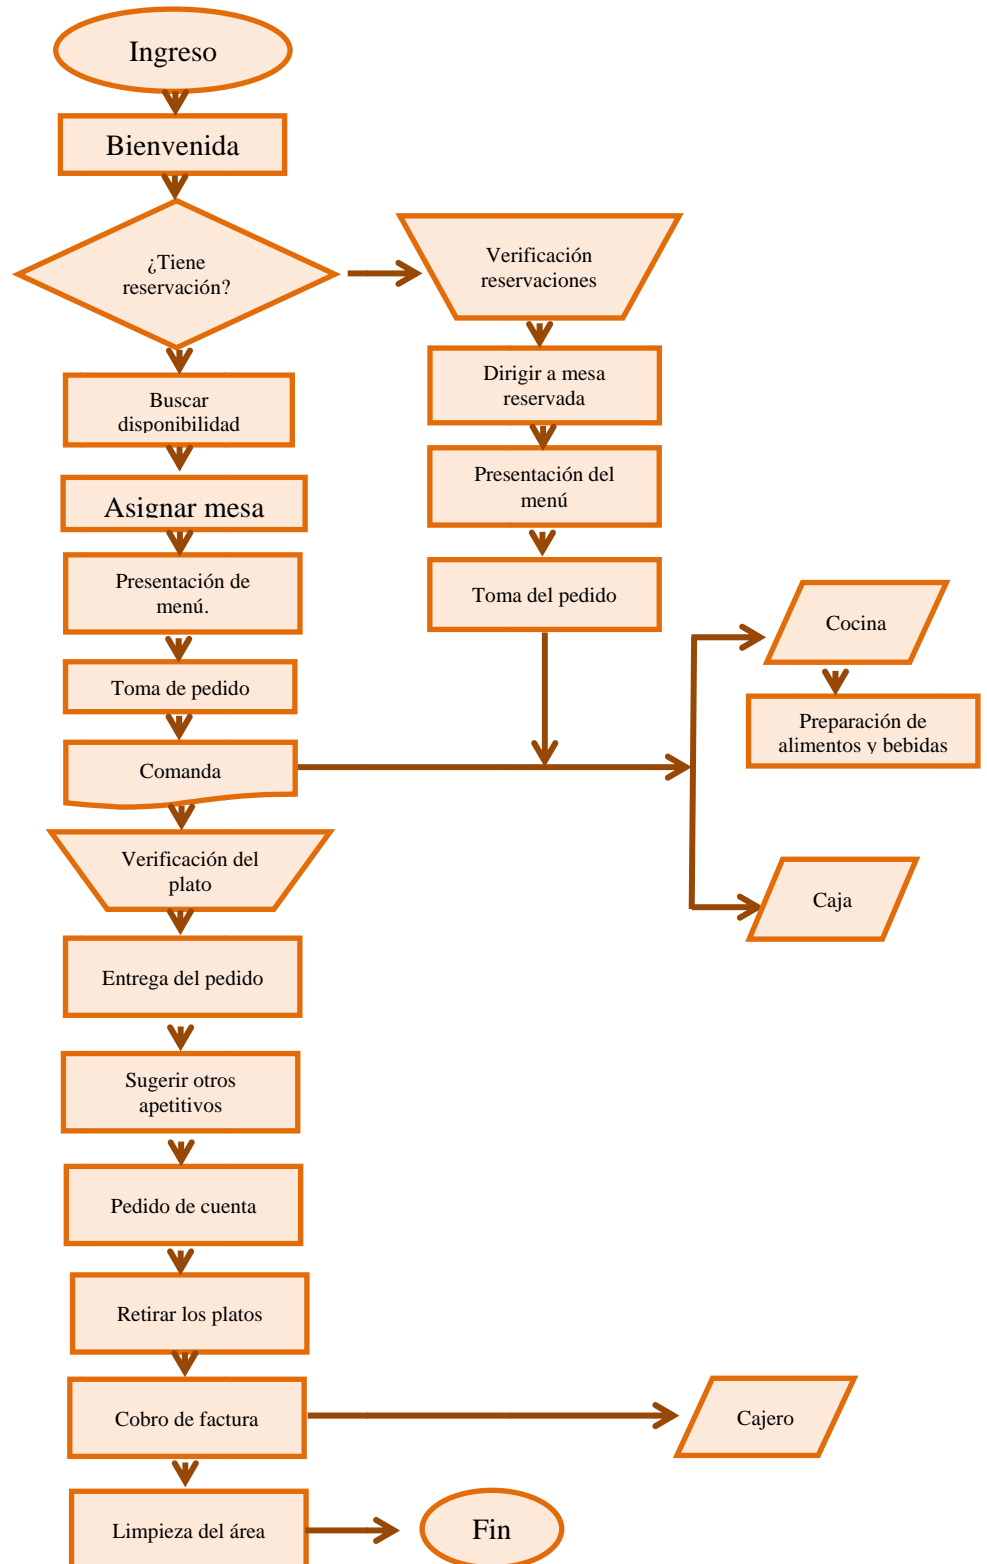 Ingreso
Bienvenida
¿Tiene
reservación?
Verificación
reservaciones
Buscar
disponibilidad
Dirigir a mesa
reservada
Asignar mesa
Presentación del
menú
Presentación de
menú.
Toma del pedido
Toma de pedido
Cocina
Preparación de
alimentos y bebidas
Comanda
Verificación del
plato
Caja
Entrega del pedido
Sugerir otros
apetitivos
Pedido de cuenta
Retirar los platos
Cobro de factura
Cajero
Limpieza del área
Fin